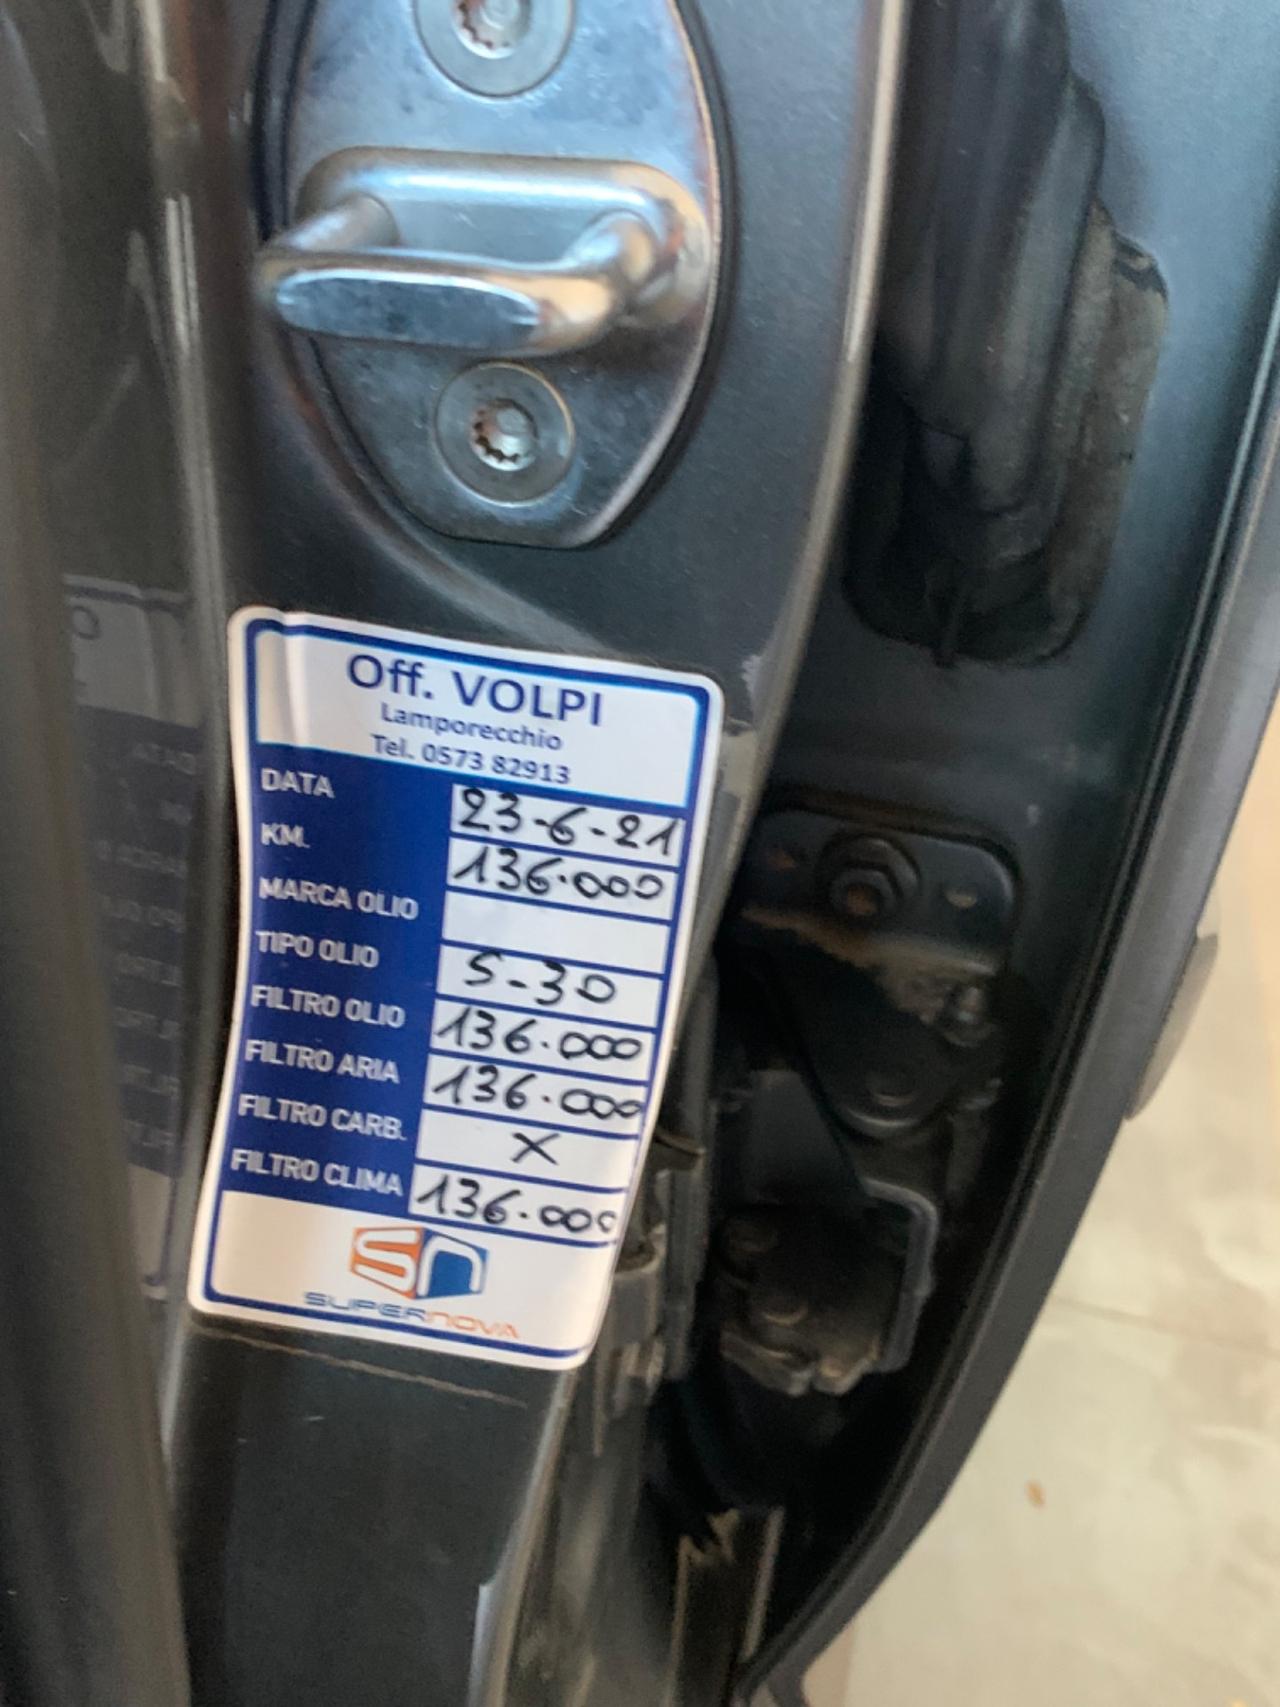 Off. VOLPI
Lamporecchio
Tel. 0573 82913
DATA 23-6-21
KM. 136.000
MARCA OLIO
TIPO OLIO 5-30
FILTRO OLIO 136.000
FILTRO ARIA 136.000
FILTRO CARB. X
FILTRO CLIMA 136.000
SN
SUPERNOVA